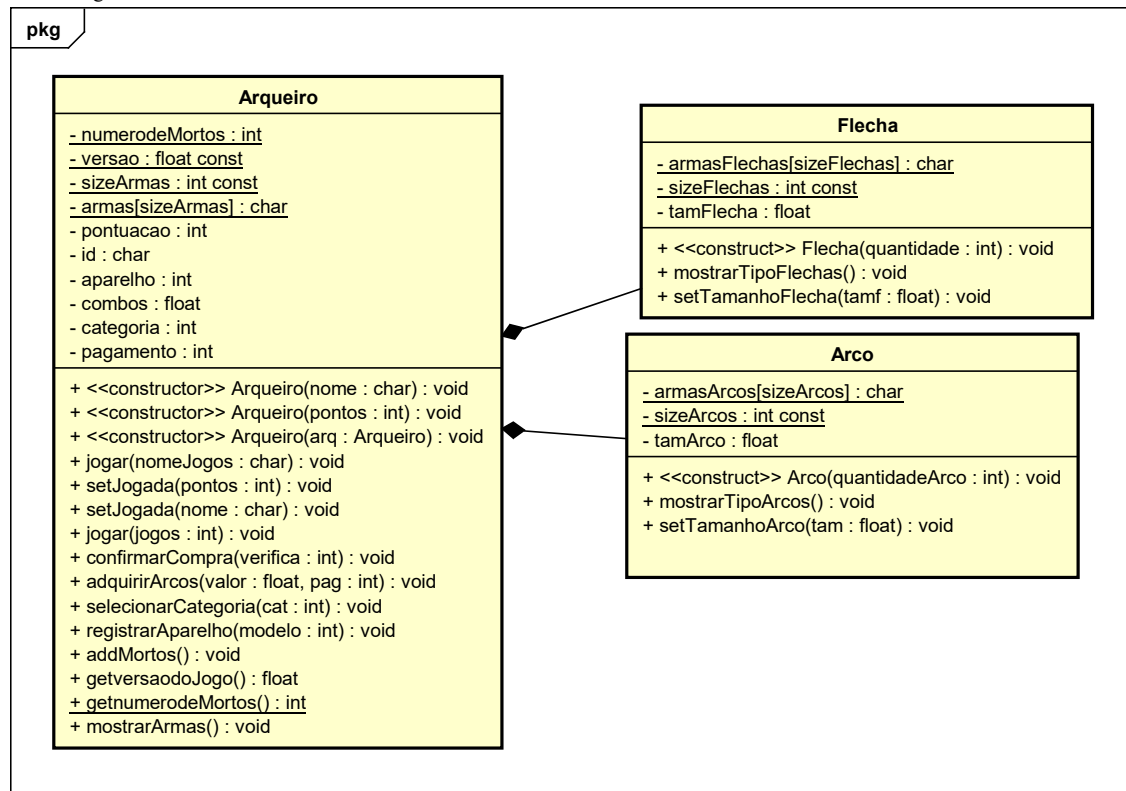 pkg
Arqueiro
- numerodeMortos : int
- versao : float const
- sizeArmas : int const
- armas[sizeArmas] : char
- pontuacao : int
- id : char
- aparelho : int
- combos : float
- categoria : int
- pagamento : int
+ <<constructor>> Arqueiro(nome : char) : void
+ <<constructor>> Arqueiro(pontos : int) : void
+ <<constructor>> Arqueiro(arq : Arqueiro) : void
+ jogar(nomeJogos : char) : void
+ setJogada(pontos : int) : void
+ setJogada(nome : char) : void
+ jogar(jogos : int) : void
+ confirmarCompra(verifica : int) : void
+ adquirirArcos(valor : float, pag : int) : void
+ selecionarCategoria(cat : int) : void
+ registrarAparelho(modelo : int) : void
+ addMortos() : void
+ getversaodoJogo() : float
+ getnumerodeMortos() : int
+ mostrarArmas() : void
Flecha
- armasFlechas[sizeFlechas] : char
- sizeFlechas : int const
- tamFlecha : float
+ <<construct>> Flecha(quantidade : int) : void
+ mostrarTipoFlechas() : void
+ setTamanhoFlecha(tamf : float) : void
Arco
- armasArcos[sizeArcos] : char
- sizeArcos : int const
- tamArco : float
+ <<construct>> Arco(quantidadeArco : int) : void
+ mostrarTipoArcos() : void
+ setTamanhoArco(tam : float) : void